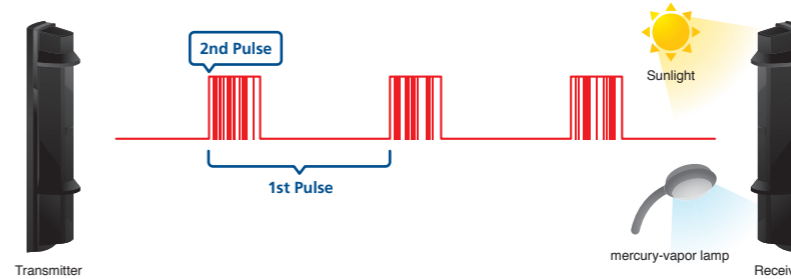 2nd Pulse
Sunlight
1st Pulse
mercury-vapor lamp
Transmitter